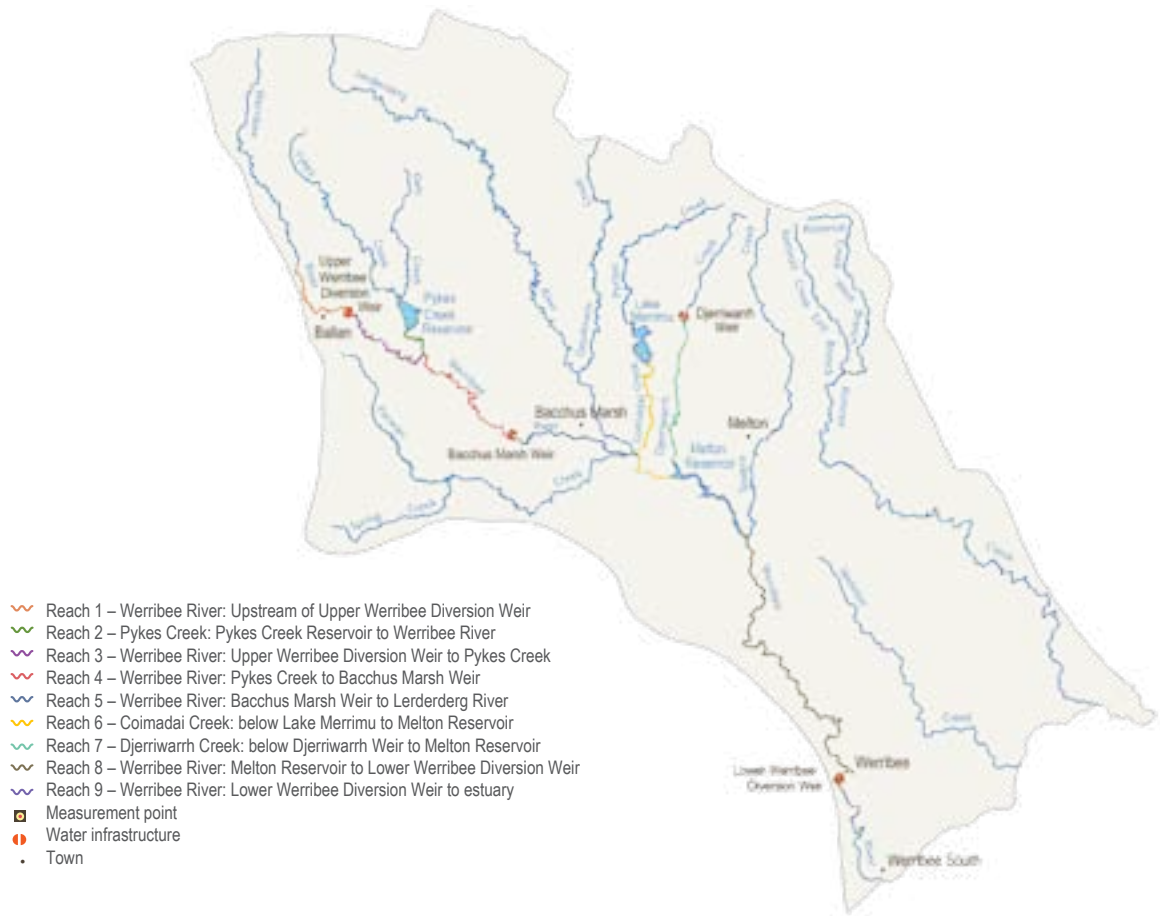 Lerderderg
Upper
Werribee
Diversion
Weir
Pykes
Creek
Reservoir
Ballan
Lake
Merrimu
Djerriwarrh
Weir
Bacchus Marsh
River
Bacchus Marsh Weir
Melton
Melton
Reservoir
Creek
Creek
Creek
Creek
Werribee
Lower Werribee
Diversion Weir
Werribee South
Reach 1 – Werribee River: Upstream of Upper Werribee Diversion Weir
Reach 2 – Pykes Creek: Pykes Creek Reservoir to Werribee River
Reach 3 – Werribee River: Upper Werribee Diversion Weir to Pykes Creek
Reach 4 – Werribee River: Pykes Creek to Bacchus Marsh Weir
Reach 5 – Werribee River: Bacchus Marsh Weir to Lerderderg River
Reach 6 – Coimadai Creek: below Lake Merrimu to Melton Reservoir
Reach 7 – Djerriwarrh Creek: below Djerriwarrh Weir to Melton Reservoir
Reach 8 – Werribee River: Melton Reservoir to Lower Werribee Diversion Weir
Reach 9 – Werribee River: Lower Werribee Diversion Weir to estuary
Measurement point
Water infrastructure
Town